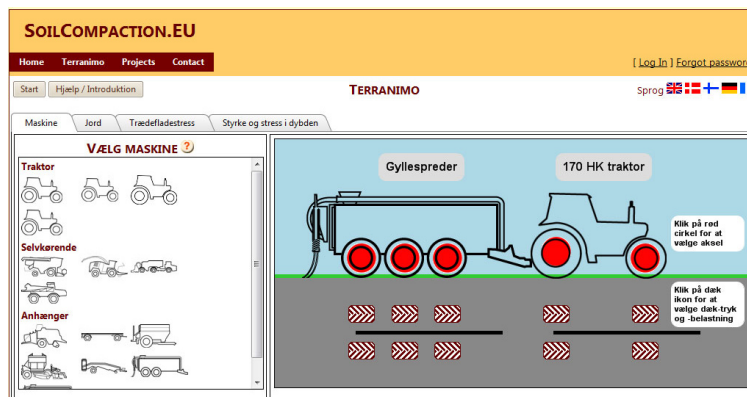 SOILCOMPACTION.EU
Home Terranimo Projects Contact
[ Log In ] Forgot password
Start Hjælp / Introduktion
TERRANIMO
Sprog
Maskine Jord Trædefladestress Styrke og stress i dybden
VÆLG MASKINE ?
Traktor
Selvkørende
Anhænger
Gyllespreder
170 HK traktor
Klik på rød
cirkel for at
vælge aksel
Klik på dæk
ikon for at
vælge dæk-tryk
og -belastning